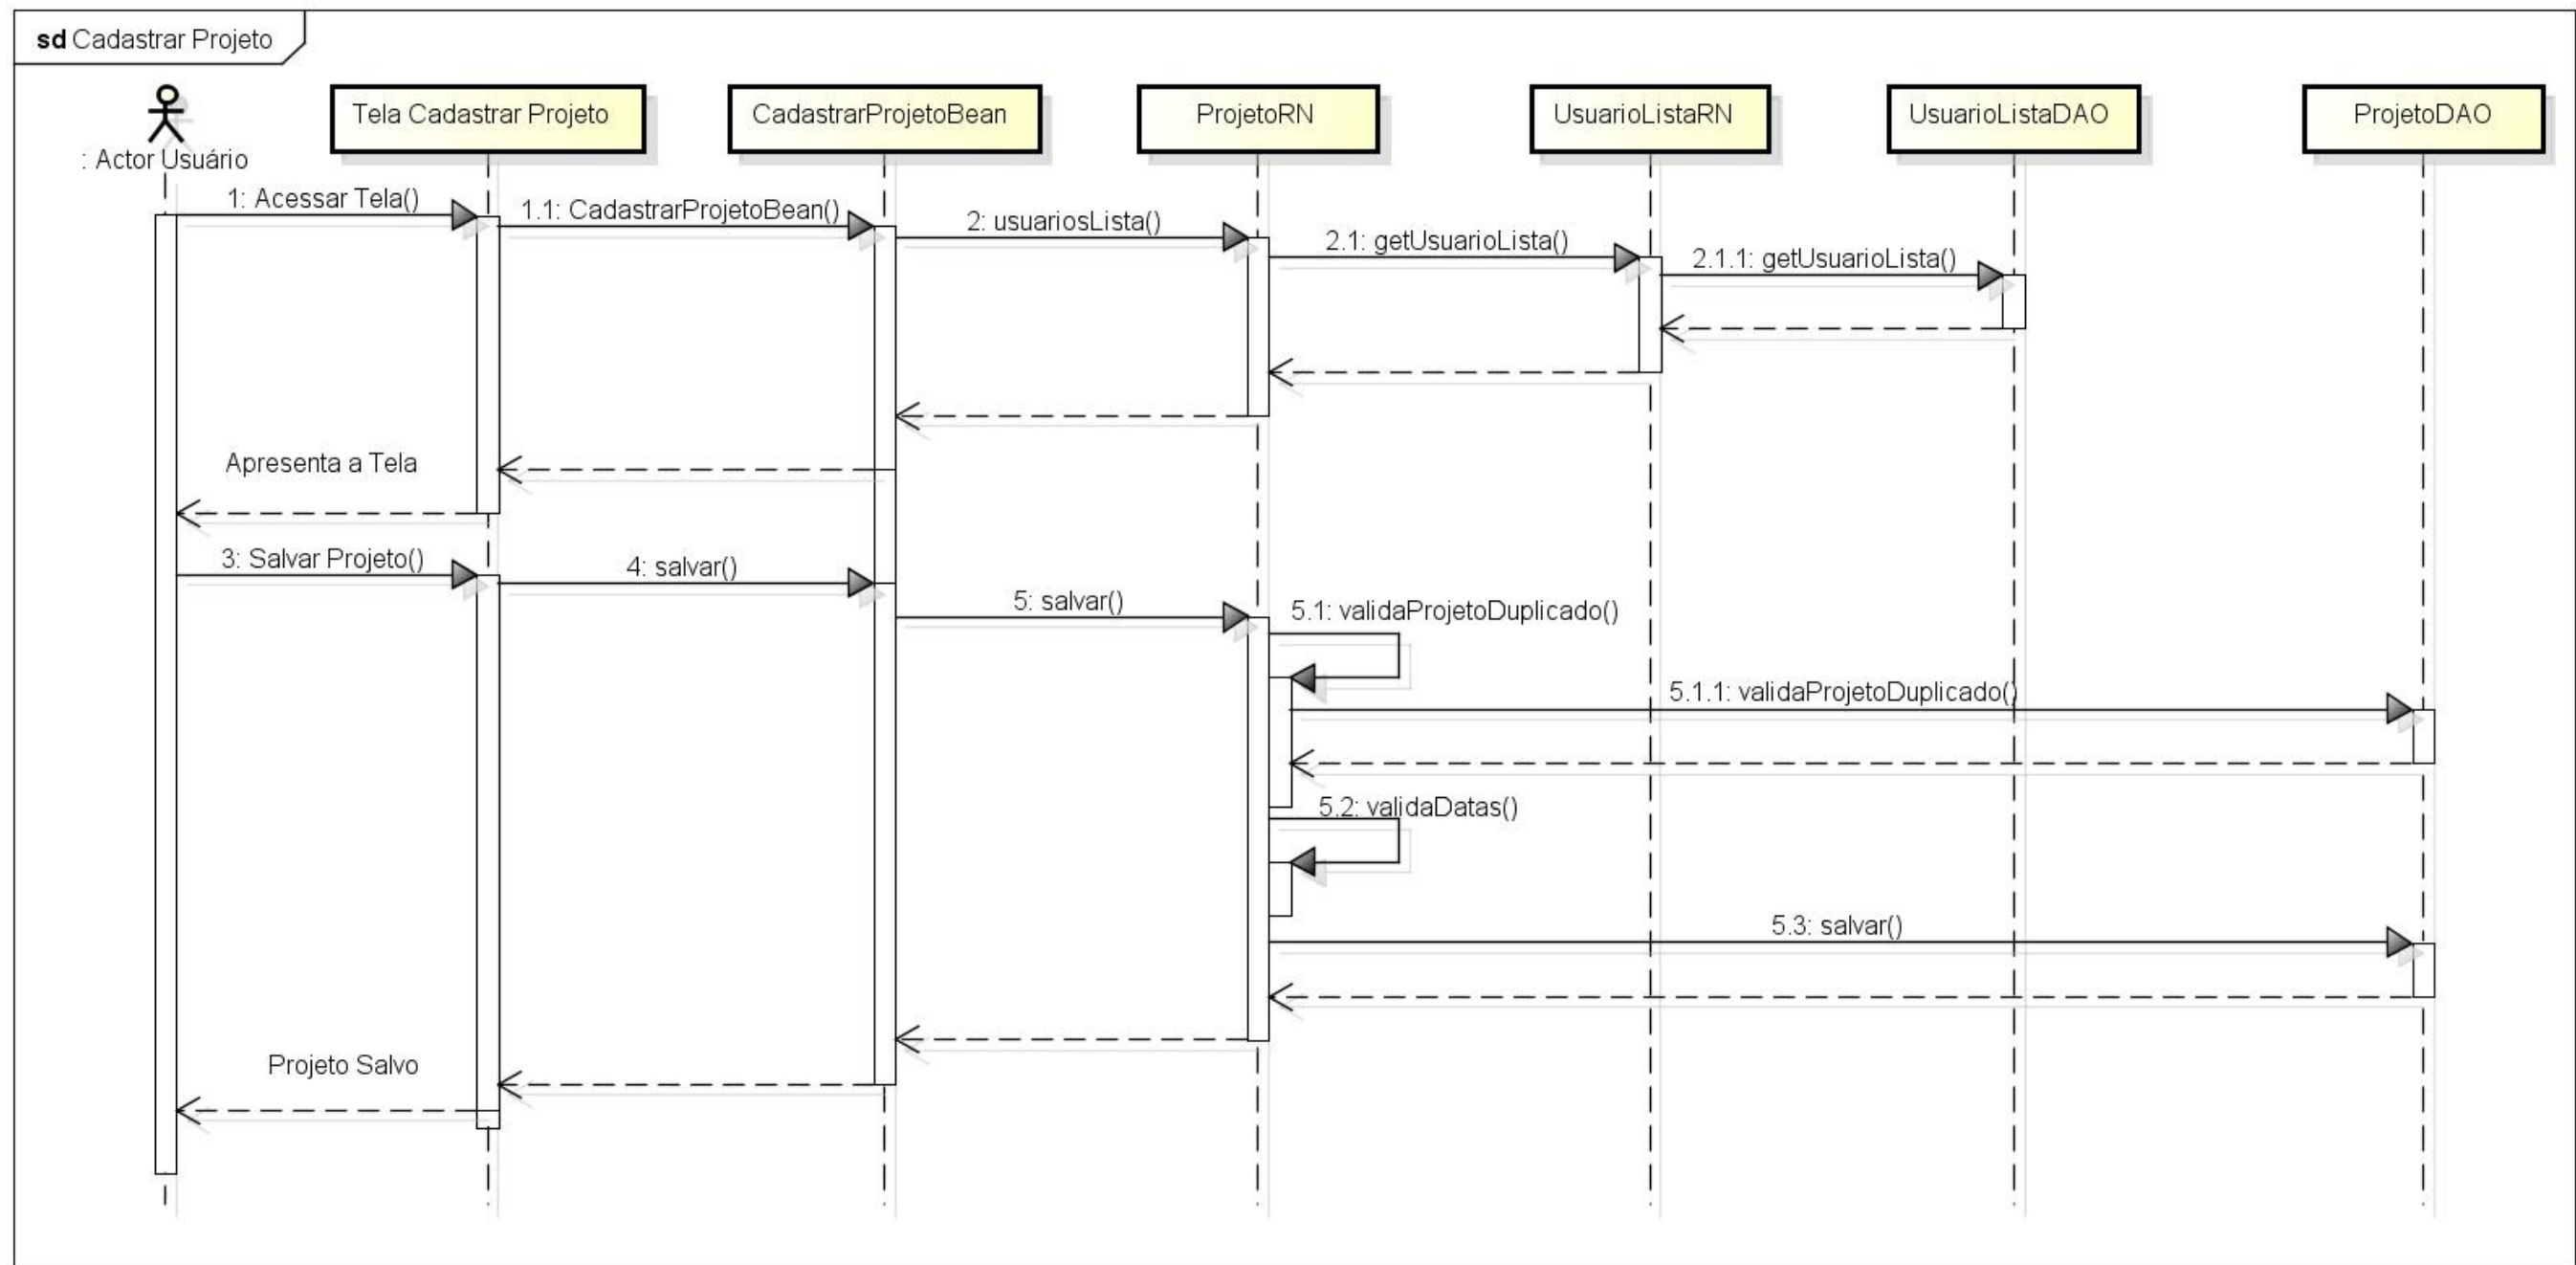 sd Cadastrar Projeto
: Actor Usuário
Tela Cadastrar Projeto
CadastrarProjetoBean
ProjetoRN
UsuarioListaRN
UsuarioListaDAO
ProjetoDAO
1: Acessar Tela()
1.1: CadastrarProjetoBean()
2: usuariosLista()
2.1: getUsuarioLista()
2.1.1: getUsuarioLista()
Apresenta a Tela
3: Salvar Projeto()
4: salvar()
5: salvar()
5.1: validaProjetoDuplicado()
5.1.1: validaProjetoDuplicado()
5.2: validaDatas()
5.3: salvar()
Projeto Salvo